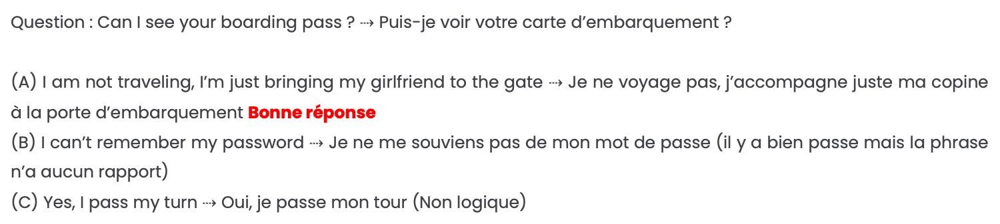 Question : Can I see your boarding pass ? ⤑ Puis-je voir votre carte d’embarquement ?
(A) I am not traveling, I’m just bringing my girlfriend to the gate ⤑ Je ne voyage pas, j’accompagne juste ma copine
à la porte d’embarquement Bonne réponse
(B) I can’t remember my password ⤑ Je ne me souviens pas de mon mot de passe (il y a bien passe mais la phrase
n’a aucun rapport)
(C) Yes, I pass my turn ⤑ Oui, je passe mon tour (Non logique)